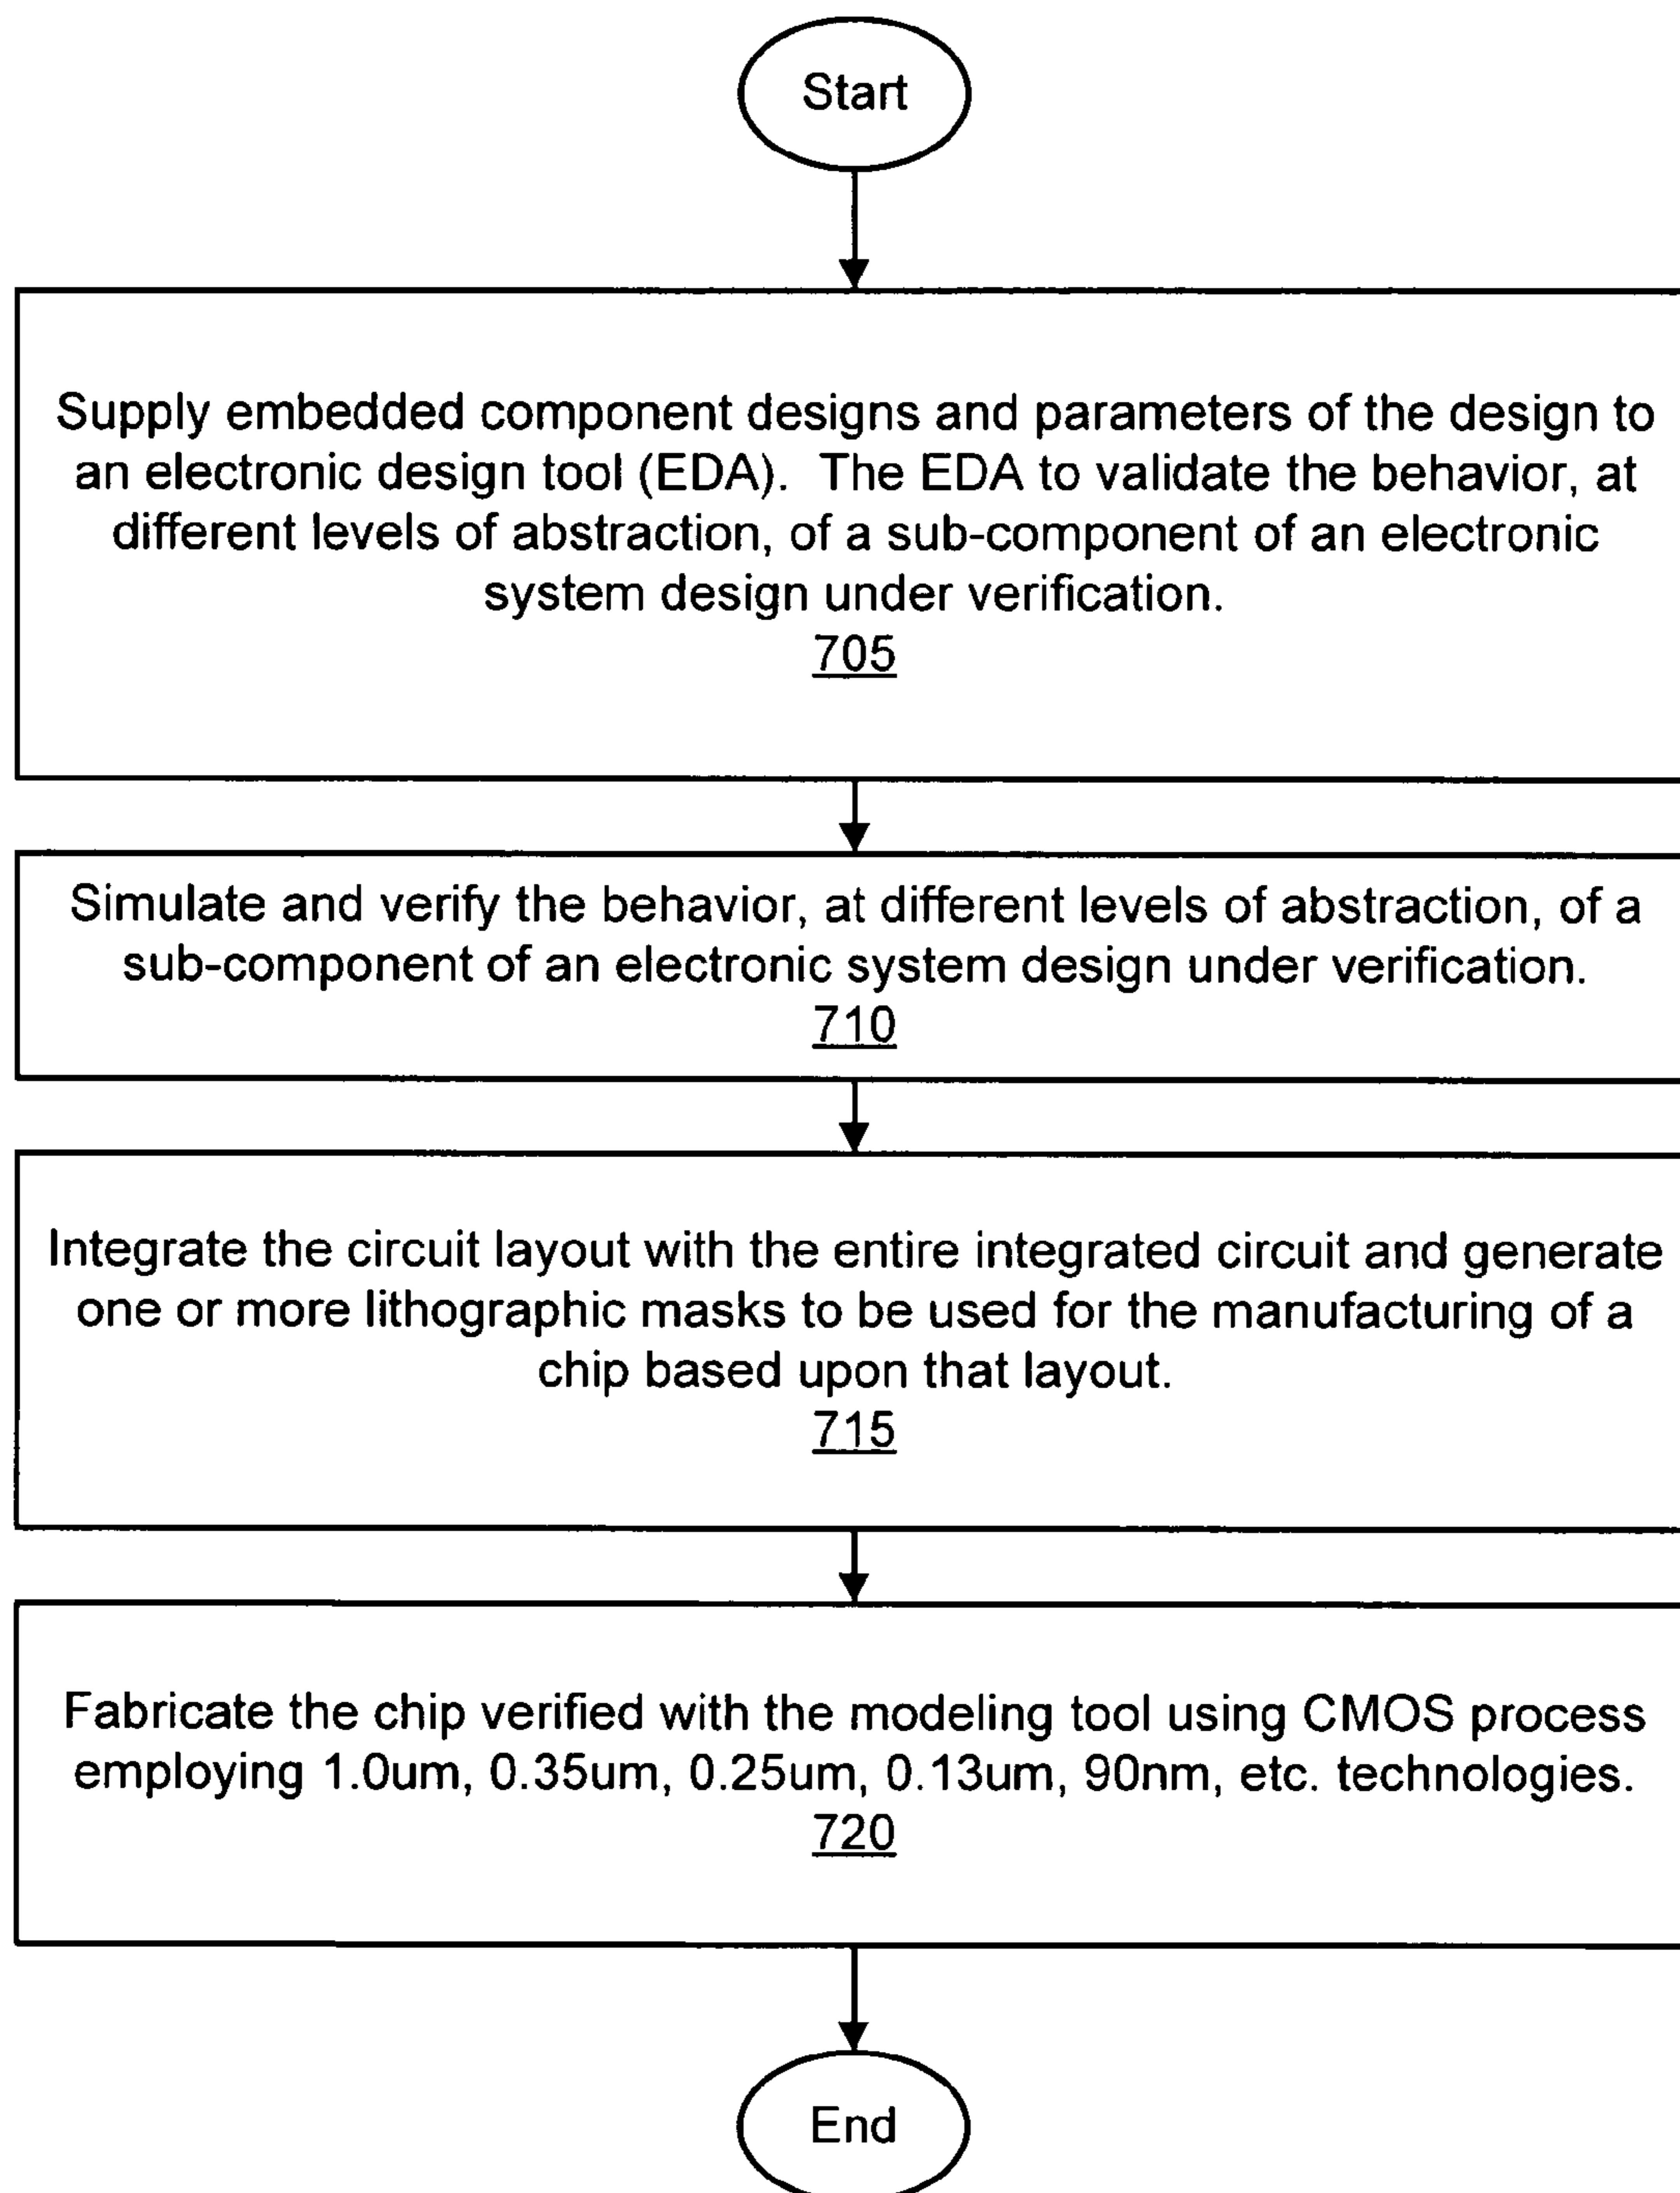 Start
Supply embedded component designs and parameters of the design to
an electronic design tool (EDA).  The EDA to validate the behavior, at
different levels of abstraction, of a sub-component of an electronic
system design under verification.
705
Simulate and verify the behavior, at different levels of abstraction, of a
sub-component of an electronic system design under verification.
710
Integrate the circuit layout with the entire integrated circuit and generate
one or more lithographic masks to be used for the manufacturing of a
chip based upon that layout.
715
Fabricate the chip verified with the modeling tool using CMOS process
employing 1.0um, 0.35um, 0.25um, 0.13um, 90nm, etc. technologies.
720
End